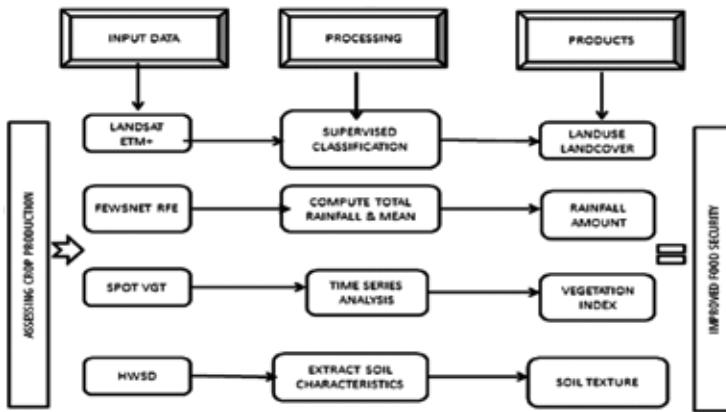 INPUT DATA
PROCESSING
PRODUCTS
ASSESSING CROP PRODUCTION
LANDSAT
ETM+
SUPERVISED
CLASSIFICATION
LANDUSE
LANDCOVER
FEWSNET RFE
COMPUTE TOTAL
RAINFALL & MEAN
RAINFALL
AMOUNT
SPOT VGT
TIME SERIES
ANALYSIS
VEGETATION
INDEX
HWSD
EXTRACT SOIL
CHARACTERISTICS
SOIL TEXTURE
IMPROVED FOOD SECURITY